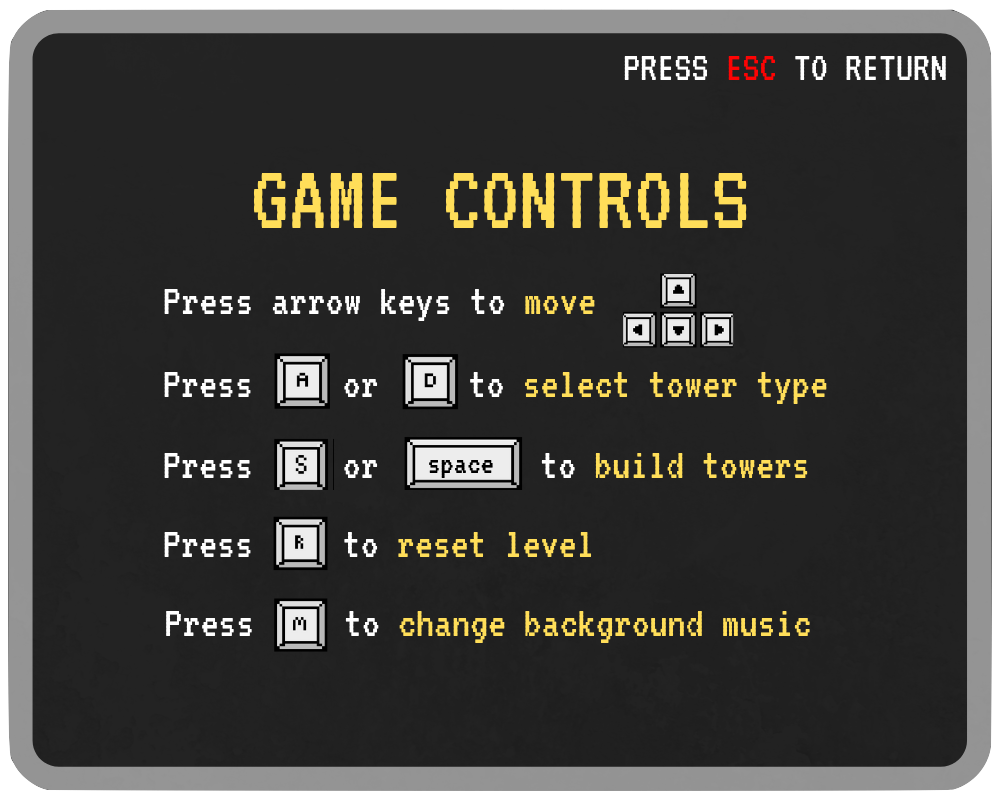 PRESS ESC TO RETURN
GAME CONTROLS
Press arrow keys to move
Press A or D to select tower type
Press S or space to build towers
Press R to reset level
Press M to change background music